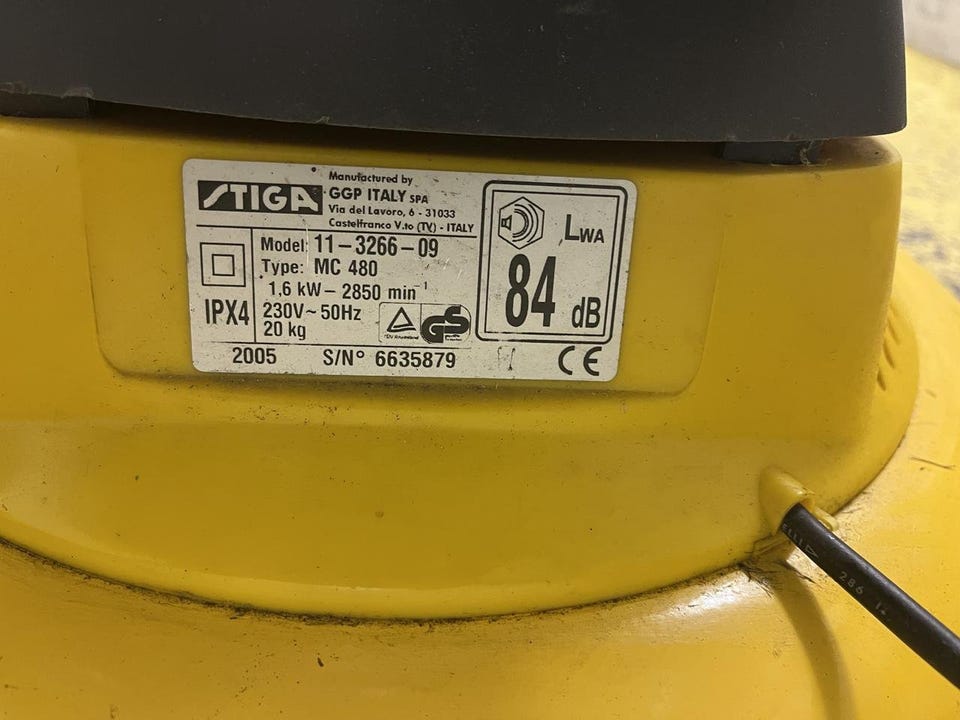 STIGA
Manufactured by
GGP ITALY SPA
Via del Lavoro, 6 - 31033
Castelfranco V.to (TV) - ITALY
Model: 11-3266-09
Type: MC 480
1,6 kW - 2850 min⁻¹
IPX4
230V ~ 50Hz
20 kg
GS
LWA
84 dB
2005 S/N° 6635879
CE
286